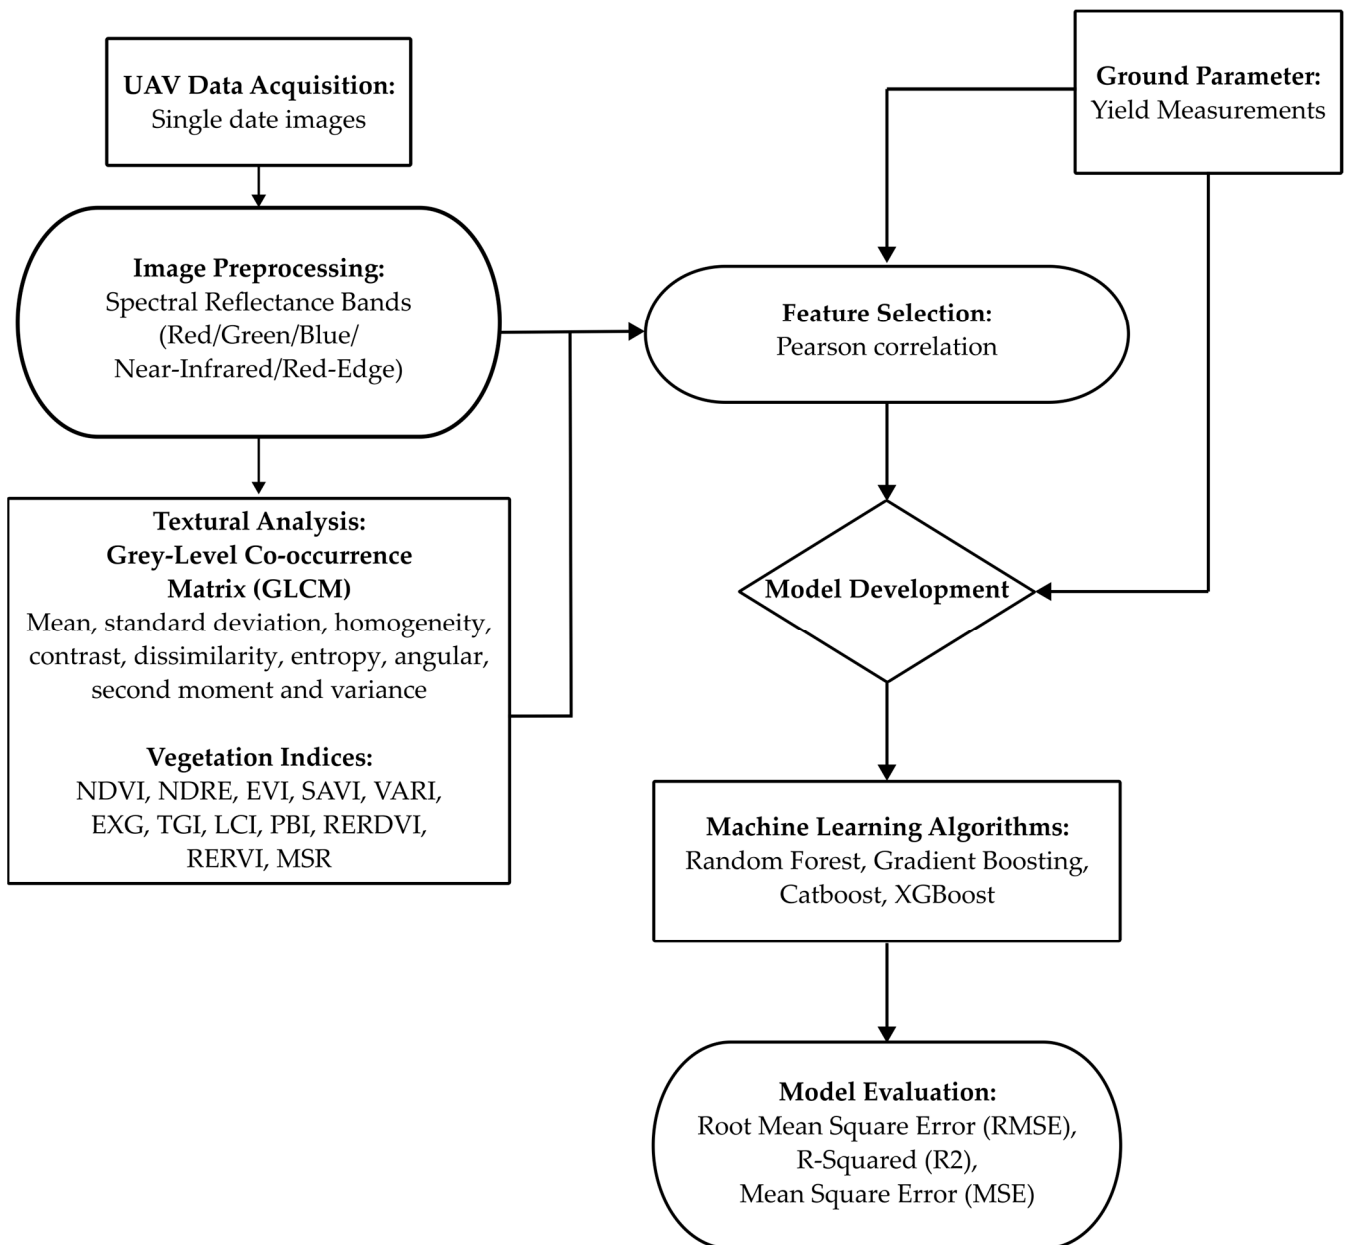 UAV Data Acquisition:
Single date images
Ground Parameter:
Yield Measurements
Image Preprocessing:
Spectral Reflectance Bands
(Red/Green/Blue/
Near-Infrared/Red-Edge)
Feature Selection:
Pearson correlation
Textural Analysis:
Grey-Level Co-occurrence
Matrix (GLCM)
Mean, standard deviation, homogeneity,
contrast, dissimilarity, entropy, angular,
second moment and variance
Vegetation Indices:
NDVI, NDRE, EVI, SAVI, VARI,
EXG, TGI, LCI, PBI, RERDVI,
RERVI, MSR
Model Development
Machine Learning Algorithms:
Random Forest, Gradient Boosting,
Catboost, XGBoost
Model Evaluation:
Root Mean Square Error (RMSE),
R-Squared (R2),
Mean Square Error (MSE)